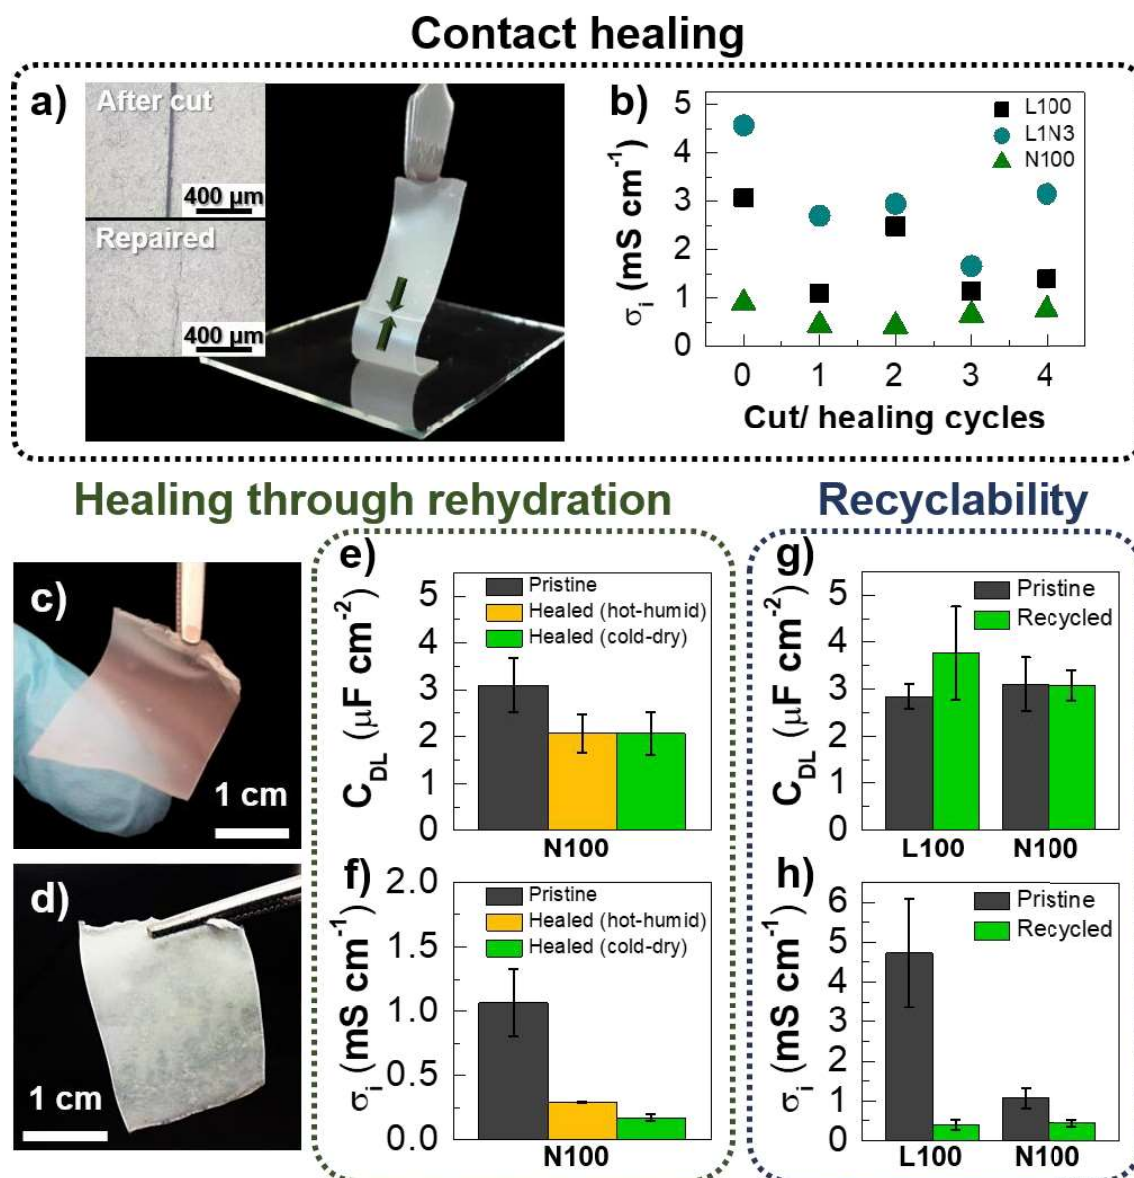 Contact healing
a)
After cut
400 µm
Repaired
400 µm
b)
σi (mS cm-1)
5
4
3
2
1
0
L100
L1N3
N100
0 1 2 3 4
Cut/ healing cycles
Healing through rehydration
Recyclability
c)
1 cm
d)
1 cm
e)
CDL (µF cm-2)
5
4
3
2
1
0
Pristine
Healed (hot-humid)
Healed (cold-dry)
N100
f)
σi (mS cm-1)
2.0
1.5
1.0
0.5
0.0
Pristine
Healed (hot-humid)
Healed (cold-dry)
N100
g)
CDL (µF cm-2)
5
4
3
2
1
0
Pristine
Recycled
L100 N100
h)
σi (mS cm-1)
6
5
4
3
2
1
0
Pristine
Recycled
L100 N100